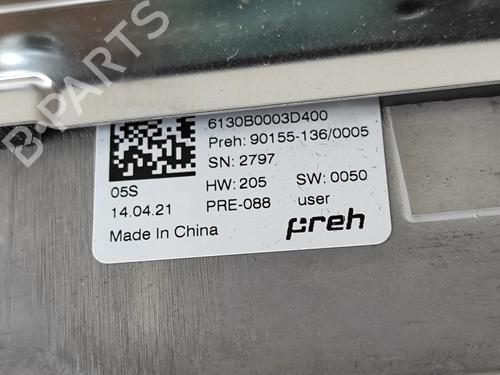 6130B0003D400
Preh: 90155-136/0005
SN: 2797
05S HW: 205 SW: 0050
14.04.21 PRE-088 user
Made In China preh
B-PARTS